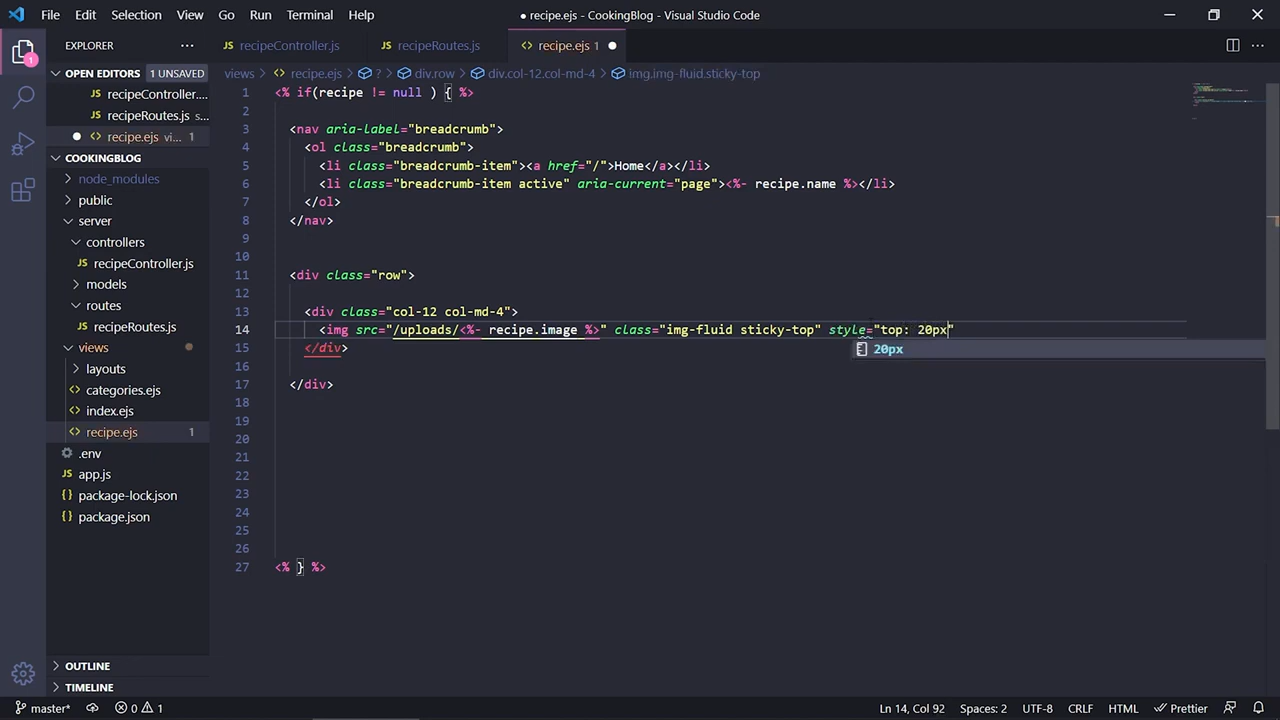 File Edit Selection View Go Run Terminal Help
● recipe.ejs - CookingBlog - Visual Studio Code
EXPLORER ···
JS recipeController.js
JS recipeRoutes.js
<> recipe.ejs 1 ●
OPEN EDITORS 1 UNSAVED
JS recipeController....
JS recipeRoutes.js s...
● <> recipe.ejs vi... 1
COOKINGBLOG
node_modules
public
server
controllers
JS recipeController.js
models
routes
JS recipeRoutes.js
views
layouts
<> categories.ejs
<> index.ejs
<> recipe.ejs 1
.env
JS app.js
{} package-lock.json
{} package.json
OUTLINE
TIMELINE
1
views > <> recipe.ejs > ? > div.row > div.col-12.col-md-4 > img.img-fluid.sticky-top
1 <% if(recipe != null ) { %>
2
3 <nav aria-label="breadcrumb">
4 <ol class="breadcrumb">
5 <li class="breadcrumb-item"><a href="/">Home</a></li>
6 <li class="breadcrumb-item active" aria-current="page"><%- recipe.name %></li>
7 </ol>
8 </nav>
9
10
11 <div class="row">
12
13 <div class="col-12 col-md-4">
14 <img src="/uploads/<%- recipe.image %>" class="img-fluid sticky-top" style="top: 20px"
20px
15 </div>
16
17 </div>
18
19
20
21
22
23
24
25
26
27 <% } %>
master* 0 1
Ln 14, Col 92 Spaces: 2 UTF-8 CRLF HTML Prettier